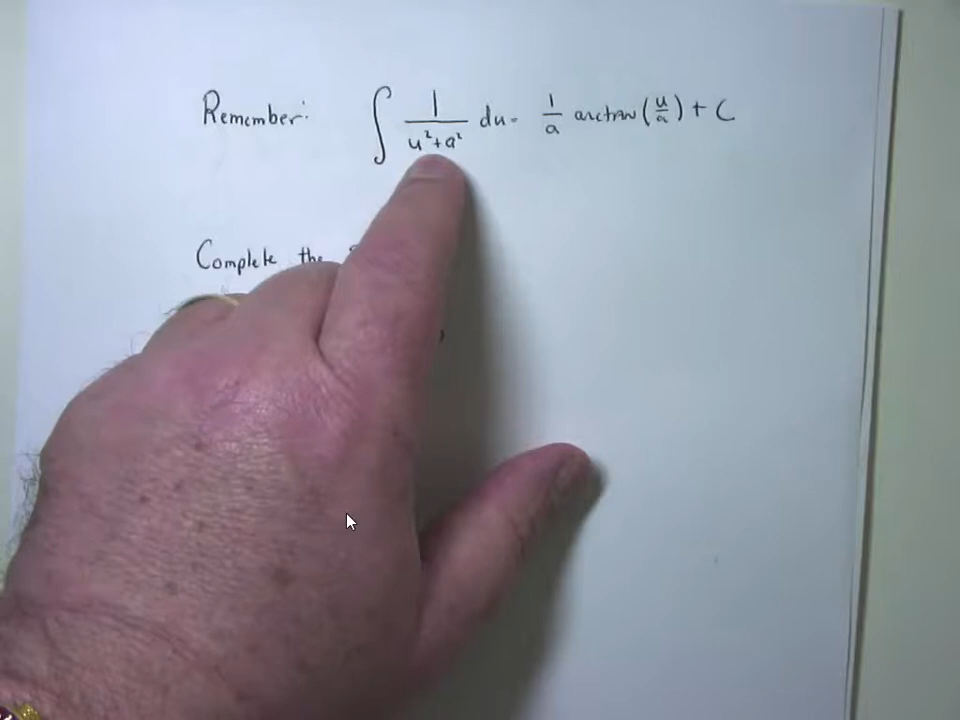 Remember: ∫ 1/(u²+a²) du = 1/a arctan(u/a) + C
Complete the